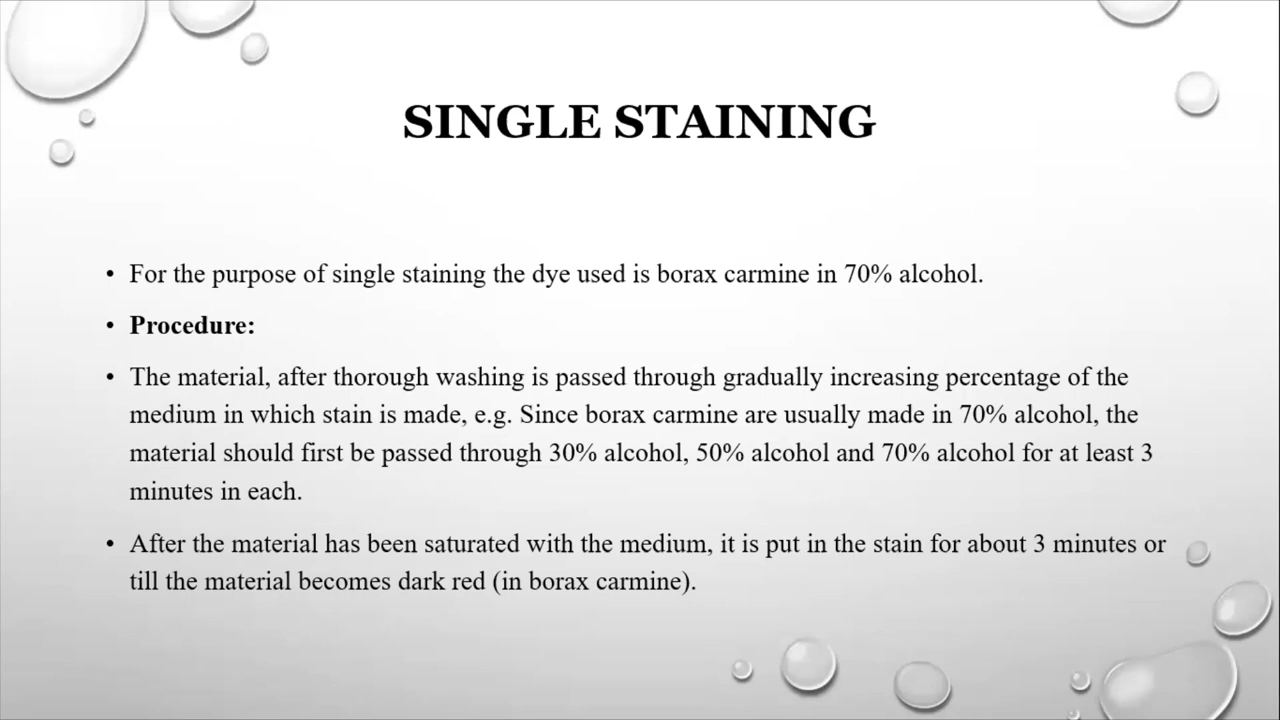 SINGLE STAINING
• For the purpose of single staining the dye used is borax carmine in 70% alcohol.
• Procedure:
• The material, after thorough washing is passed through gradually increasing percentage of the
medium in which stain is made, e.g. Since borax carmine are usually made in 70% alcohol, the
material should first be passed through 30% alcohol, 50% alcohol and 70% alcohol for at least 3
minutes in each.
• After the material has been saturated with the medium, it is put in the stain for about 3 minutes or
till the material becomes dark red (in borax carmine).